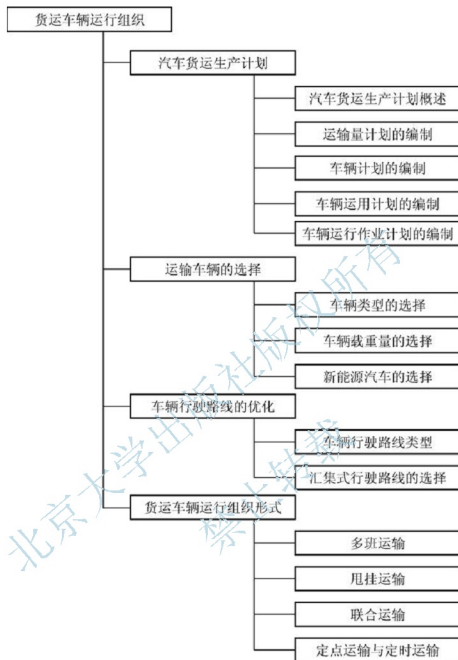 货运车辆运行组织
汽车货运生产计划
汽车货运生产计划概述
运输量计划的编制
车辆计划的编制
车辆运用计划的编制
车辆运行作业计划的编制
运输车辆的选择
车辆类型的选择
车辆载重量的选择
新能源汽车的选择
车辆行驶路线的优化
车辆行驶路线类型
汇集式行驶路线的选择
货运车辆运行组织形式
多班运输
甩挂运输
联合运输
定点运输与定时运输
北京大学出版社版权所有
禁止转载